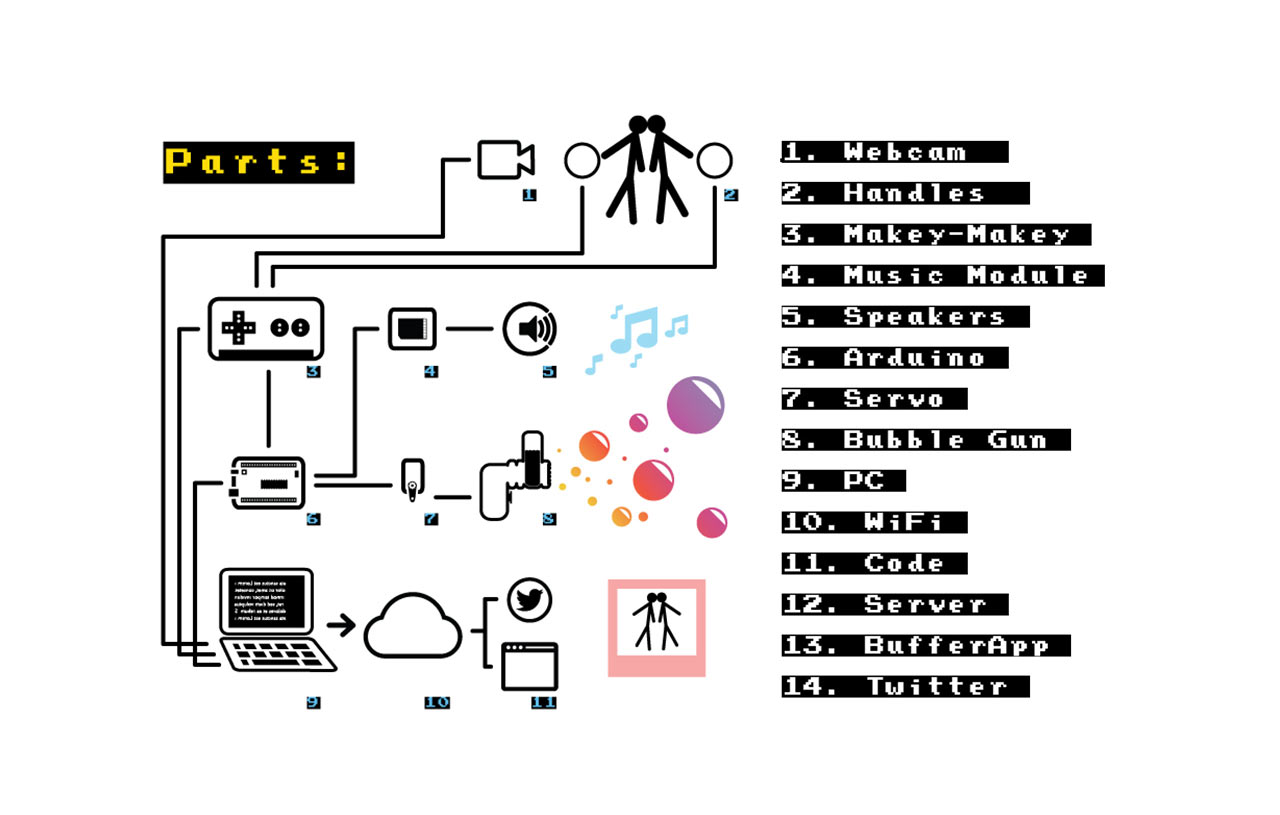 Parts:
1
2
3
4
5
6
7
8
9
10
11
1. Webcam
2. Handles
3. Makey-Makey
4. Music Module
5. Speakers
6. Arduino
7. Servo
8. Bubble Gun
9. PC
10. WiFi
11. Code
12. Server
13. BufferApp
14. Twitter